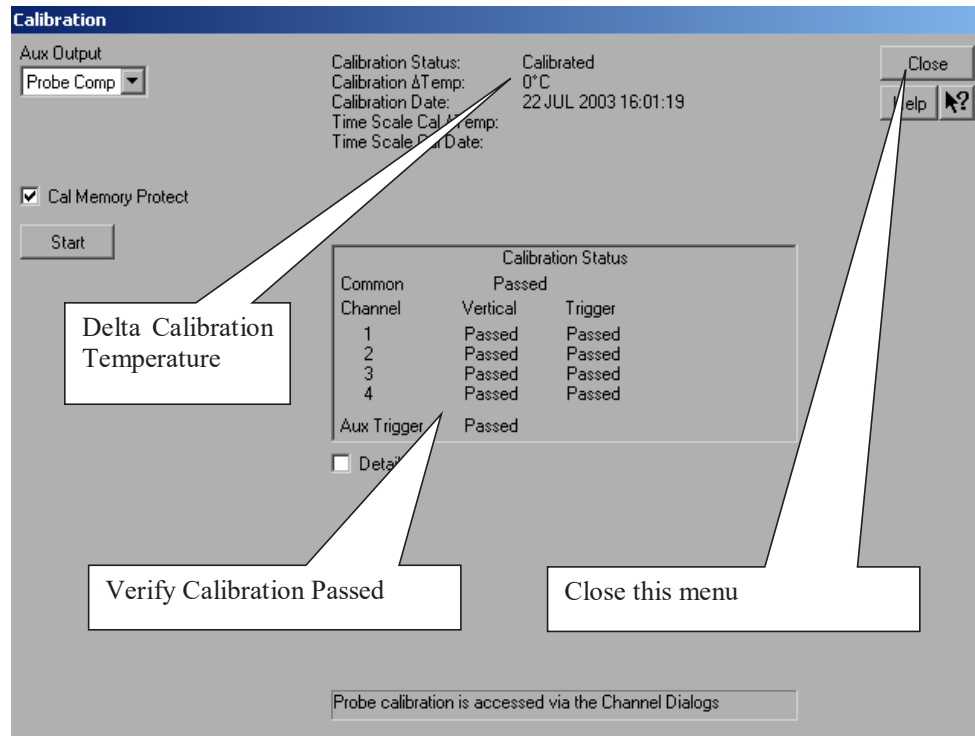 Calibration
Aux Output
Probe Comp
Calibration Status: Calibrated
Calibration ΔTemp: 0°C
Calibration Date: 22 JUL 2003 16:01:19
Time Scale Cal ΔTemp:
Time Scale Cal Date:
Close
Help
Cal Memory Protect
Start
Calibration Status
Common Passed
Channel Vertical Trigger
1 Passed Passed
2 Passed Passed
3 Passed Passed
4 Passed Passed
Aux Trigger Passed
Delta Calibration
Temperature
Verify Calibration Passed
Close this menu
Probe calibration is accessed via the Channel Dialogs